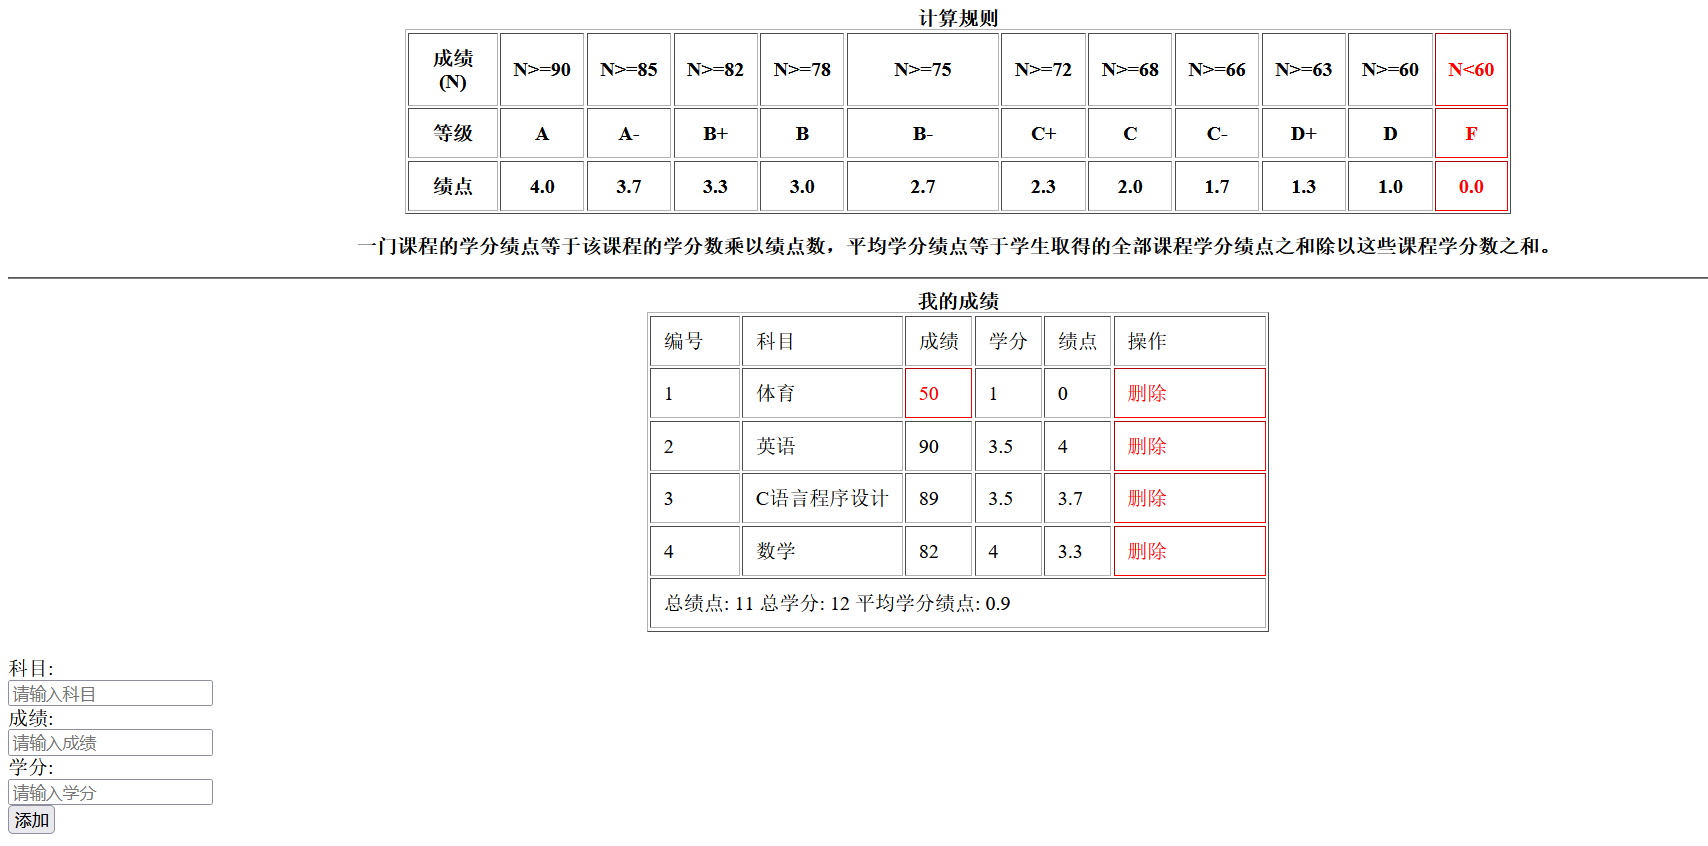 计算规则
成绩 (N) N>=90 N>=85 N>=82 N>=78 N>=75 N>=72 N>=68 N>=66 N>=63 N>=60 N<60
等级 A A- B+ B B- C+ C C- D+ D F
绩点 4.0 3.7 3.3 3.0 2.7 2.3 2.0 1.7 1.3 1.0 0.0
一门课程的学分绩点等于该课程的学分数乘以绩点数，平均学分绩点等于学生取得的全部课程学分绩点之和除以这些课程学分数之和。
我的成绩
编号 科目 成绩 学分 绩点 操作
1 体育 50 1 0 删除
2 英语 90 3.5 4 删除
3 C语言程序设计 89 3.5 3.7 删除
4 数学 82 4 3.3 删除
总绩点: 11 总学分: 12 平均学分绩点: 0.9
科目:
请输入科目
成绩:
请输入成绩
学分:
请输入学分
添加